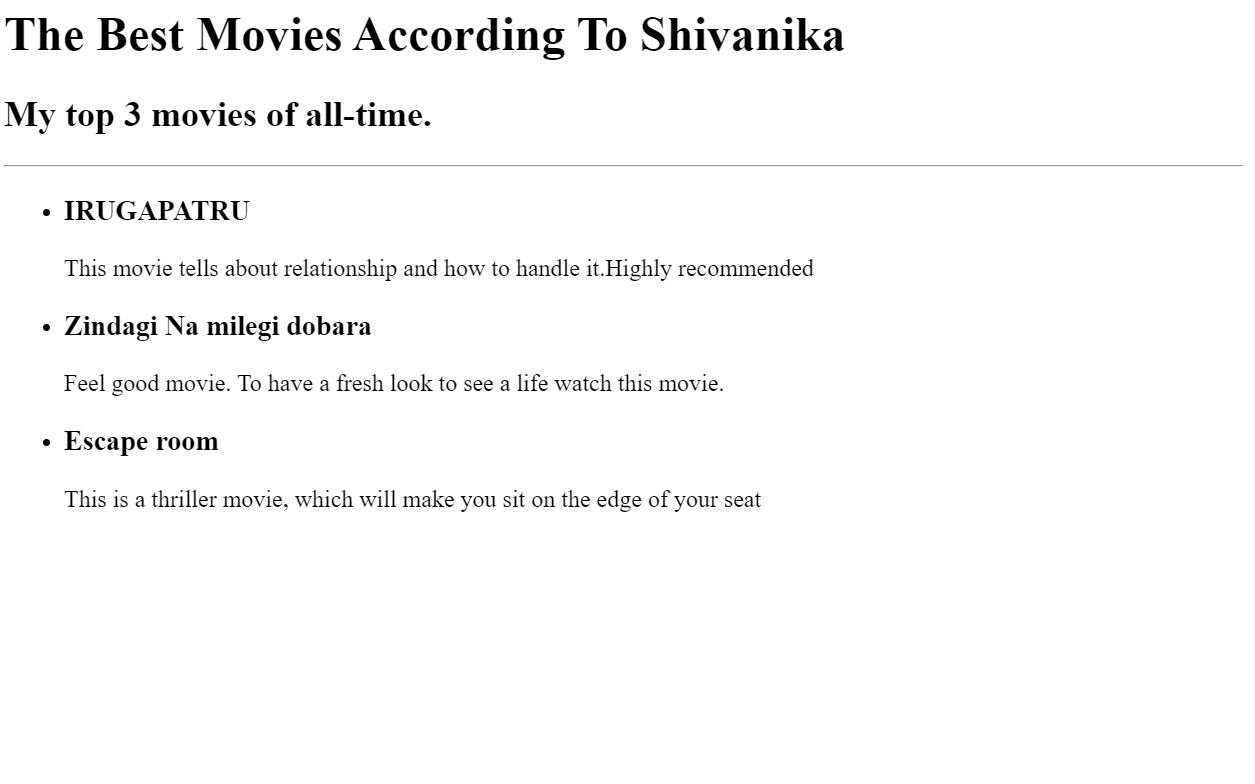 The Best Movies According To Shivanika
My top 3 movies of all-time.
IRUGAPATRU
This movie tells about relationship and how to handle it.Highly recommended
Zindagi Na milegi dobara
Feel good movie. To have a fresh look to see a life watch this movie.
Escape room
This is a thriller movie, which will make you sit on the edge of your seat